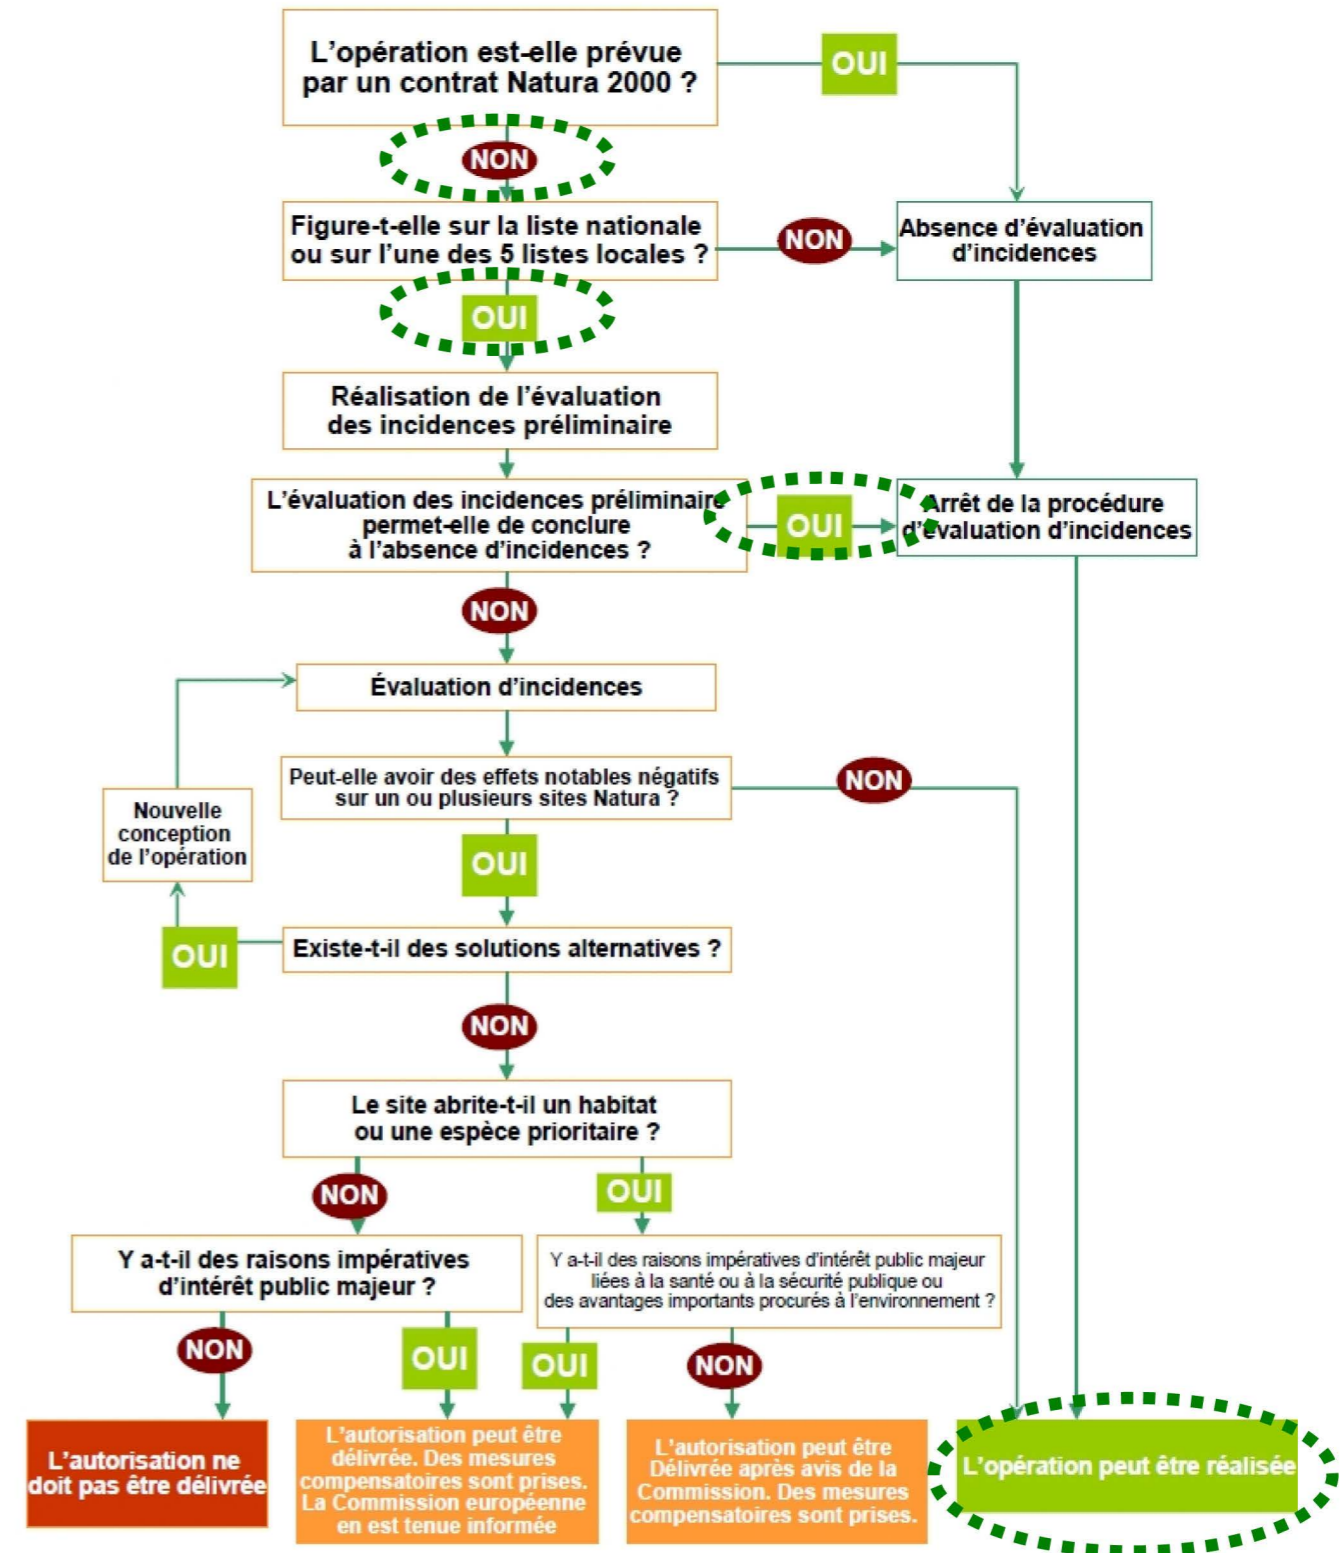 L'opération est-elle prévue
par un contrat Natura 2000 ?
OUI
NON
Figure-t-elle sur la liste nationale
ou sur l'une des 5 listes locales ?
NON
Absence d'évaluation
d'incidences
OUI
Réalisation de l'évaluation
des incidences préliminaire
L'évaluation des incidences préliminaire
permet-elle de conclure
à l'absence d'incidences ?
OUI
Arrêt de la procédure
d'évaluation d'incidences
NON
Évaluation d'incidences
Peut-elle avoir des effets notables négatifs
sur un ou plusieurs sites Natura ?
NON
Nouvelle
conception
de l'opération
OUI
Existe-t-il des solutions alternatives ?
OUI
NON
Le site abrite-t-il un habitat
ou une espèce prioritaire ?
NON
OUI
Y a-t-il des raisons impératives
d'intérêt public majeur ?
Y a-t-il des raisons impératives d'intérêt public majeur
liées à la santé ou à la sécurité publique ou
des avantages importants procurés à l'environnement ?
NON
OUI
OUI
NON
L'autorisation ne
doit pas être délivrée
L'autorisation peut être
délivrée. Des mesures
compensatoires sont prises.
La Commission européenne
en est tenue informée
L'autorisation peut être
Délivrée après avis de la
Commission. Des mesures
compensatoires sont prises.
L'opération peut être réalisée